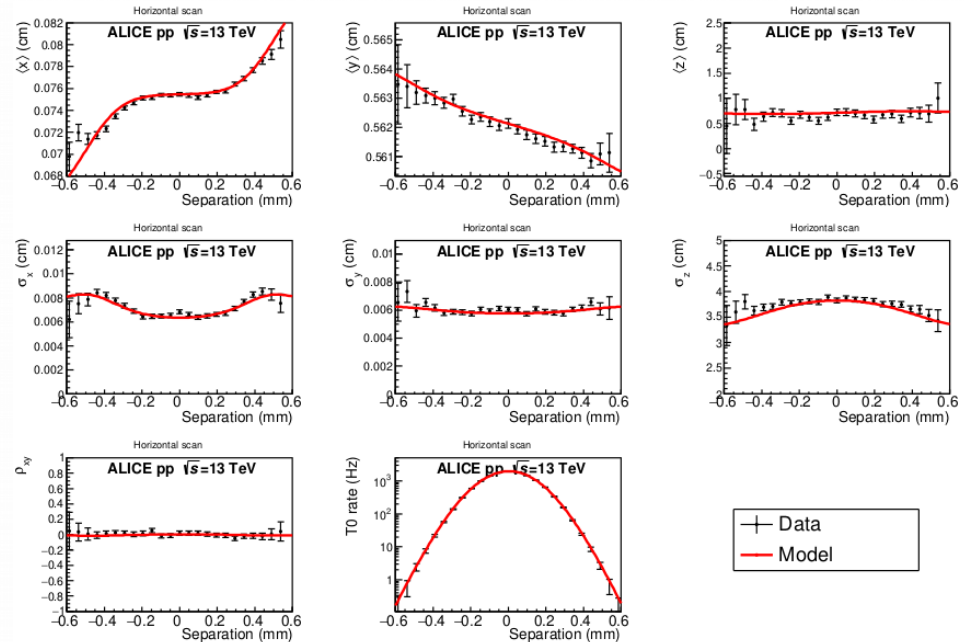 Horizontal scan
ALICE pp √s=13 TeV
⟨x⟩ (cm)
0.082
0.08
0.078
0.076
0.074
0.072
0.07
0.068
−0.6 −0.4 −0.2 0 0.2 0.4 0.6
Separation (mm)
Horizontal scan
ALICE pp √s=13 TeV
⟨y⟩ (cm)
0.565
0.564
0.563
0.562
0.561
−0.6 −0.4 −0.2 0 0.2 0.4 0.6
Separation (mm)
Horizontal scan
ALICE pp √s=13 TeV
⟨z⟩ (cm)
2.5
2
1.5
1
0.5
0
−0.5
−0.6 −0.4 −0.2 0 0.2 0.4 0.6
Separation (mm)
Horizontal scan
ALICE pp √s=13 TeV
σx (cm)
0.012
0.01
0.008
0.006
0.004
0.002
0
−0.6 −0.4 −0.2 0 0.2 0.4 0.6
Separation (mm)
Horizontal scan
ALICE pp √s=13 TeV
σy (cm)
0.01
0.008
0.006
0.004
0.002
0
−0.6 −0.4 −0.2 0 0.2 0.4 0.6
Separation (mm)
Horizontal scan
ALICE pp √s=13 TeV
σz (cm)
5
4.5
4
3.5
3
2.5
2
−0.6 −0.4 −0.2 0 0.2 0.4 0.6
Separation (mm)
Horizontal scan
ALICE pp √s=13 TeV
ρxy
1
0.8
0.6
0.4
0.2
0
−0.2
−0.4
−0.6
−0.8
−1
−0.6 −0.4 −0.2 0 0.2 0.4 0.6
Separation (mm)
Horizontal scan
ALICE pp √s=13 TeV
T0 rate (Hz)
10³
10²
10
1
−0.6 −0.4 −0.2 0 0.2 0.4 0.6
Separation (mm)
Data
Model